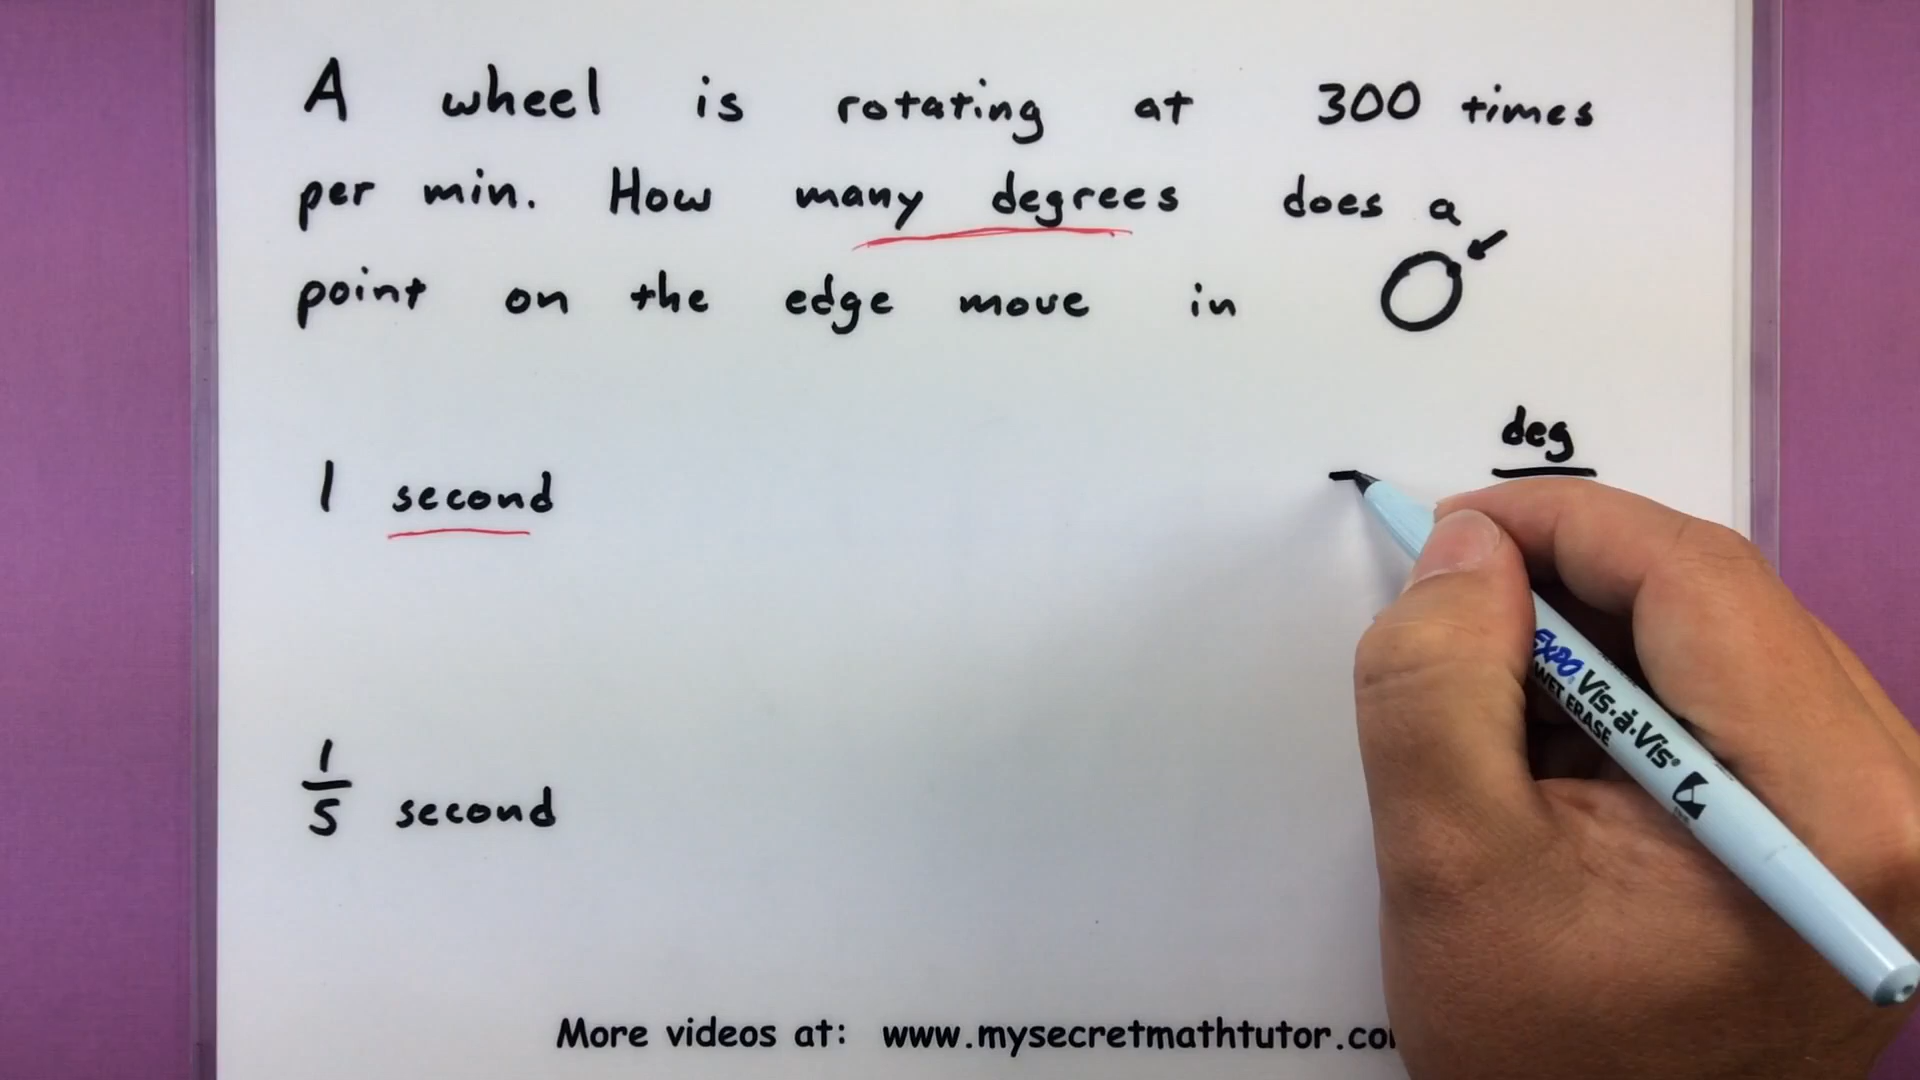 A wheel is rotating at 300 times
per min. How many degrees does a
point on the edge move in
deg
1 second
1/5 second
EXPO Vis-à-Vis®
WET ERASE
More videos at: www.mysecretmathtutor.co